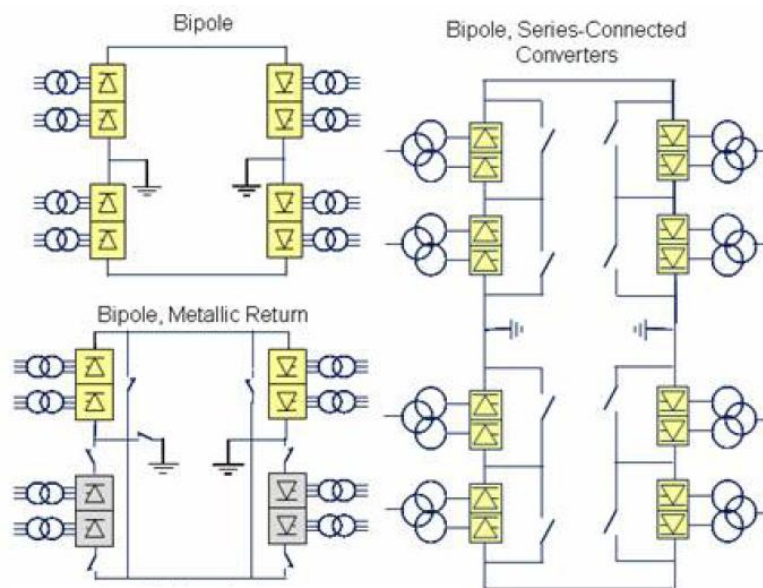 Bipole
Bipole, Series-Connected
Converters
Bipole, Metallic Return